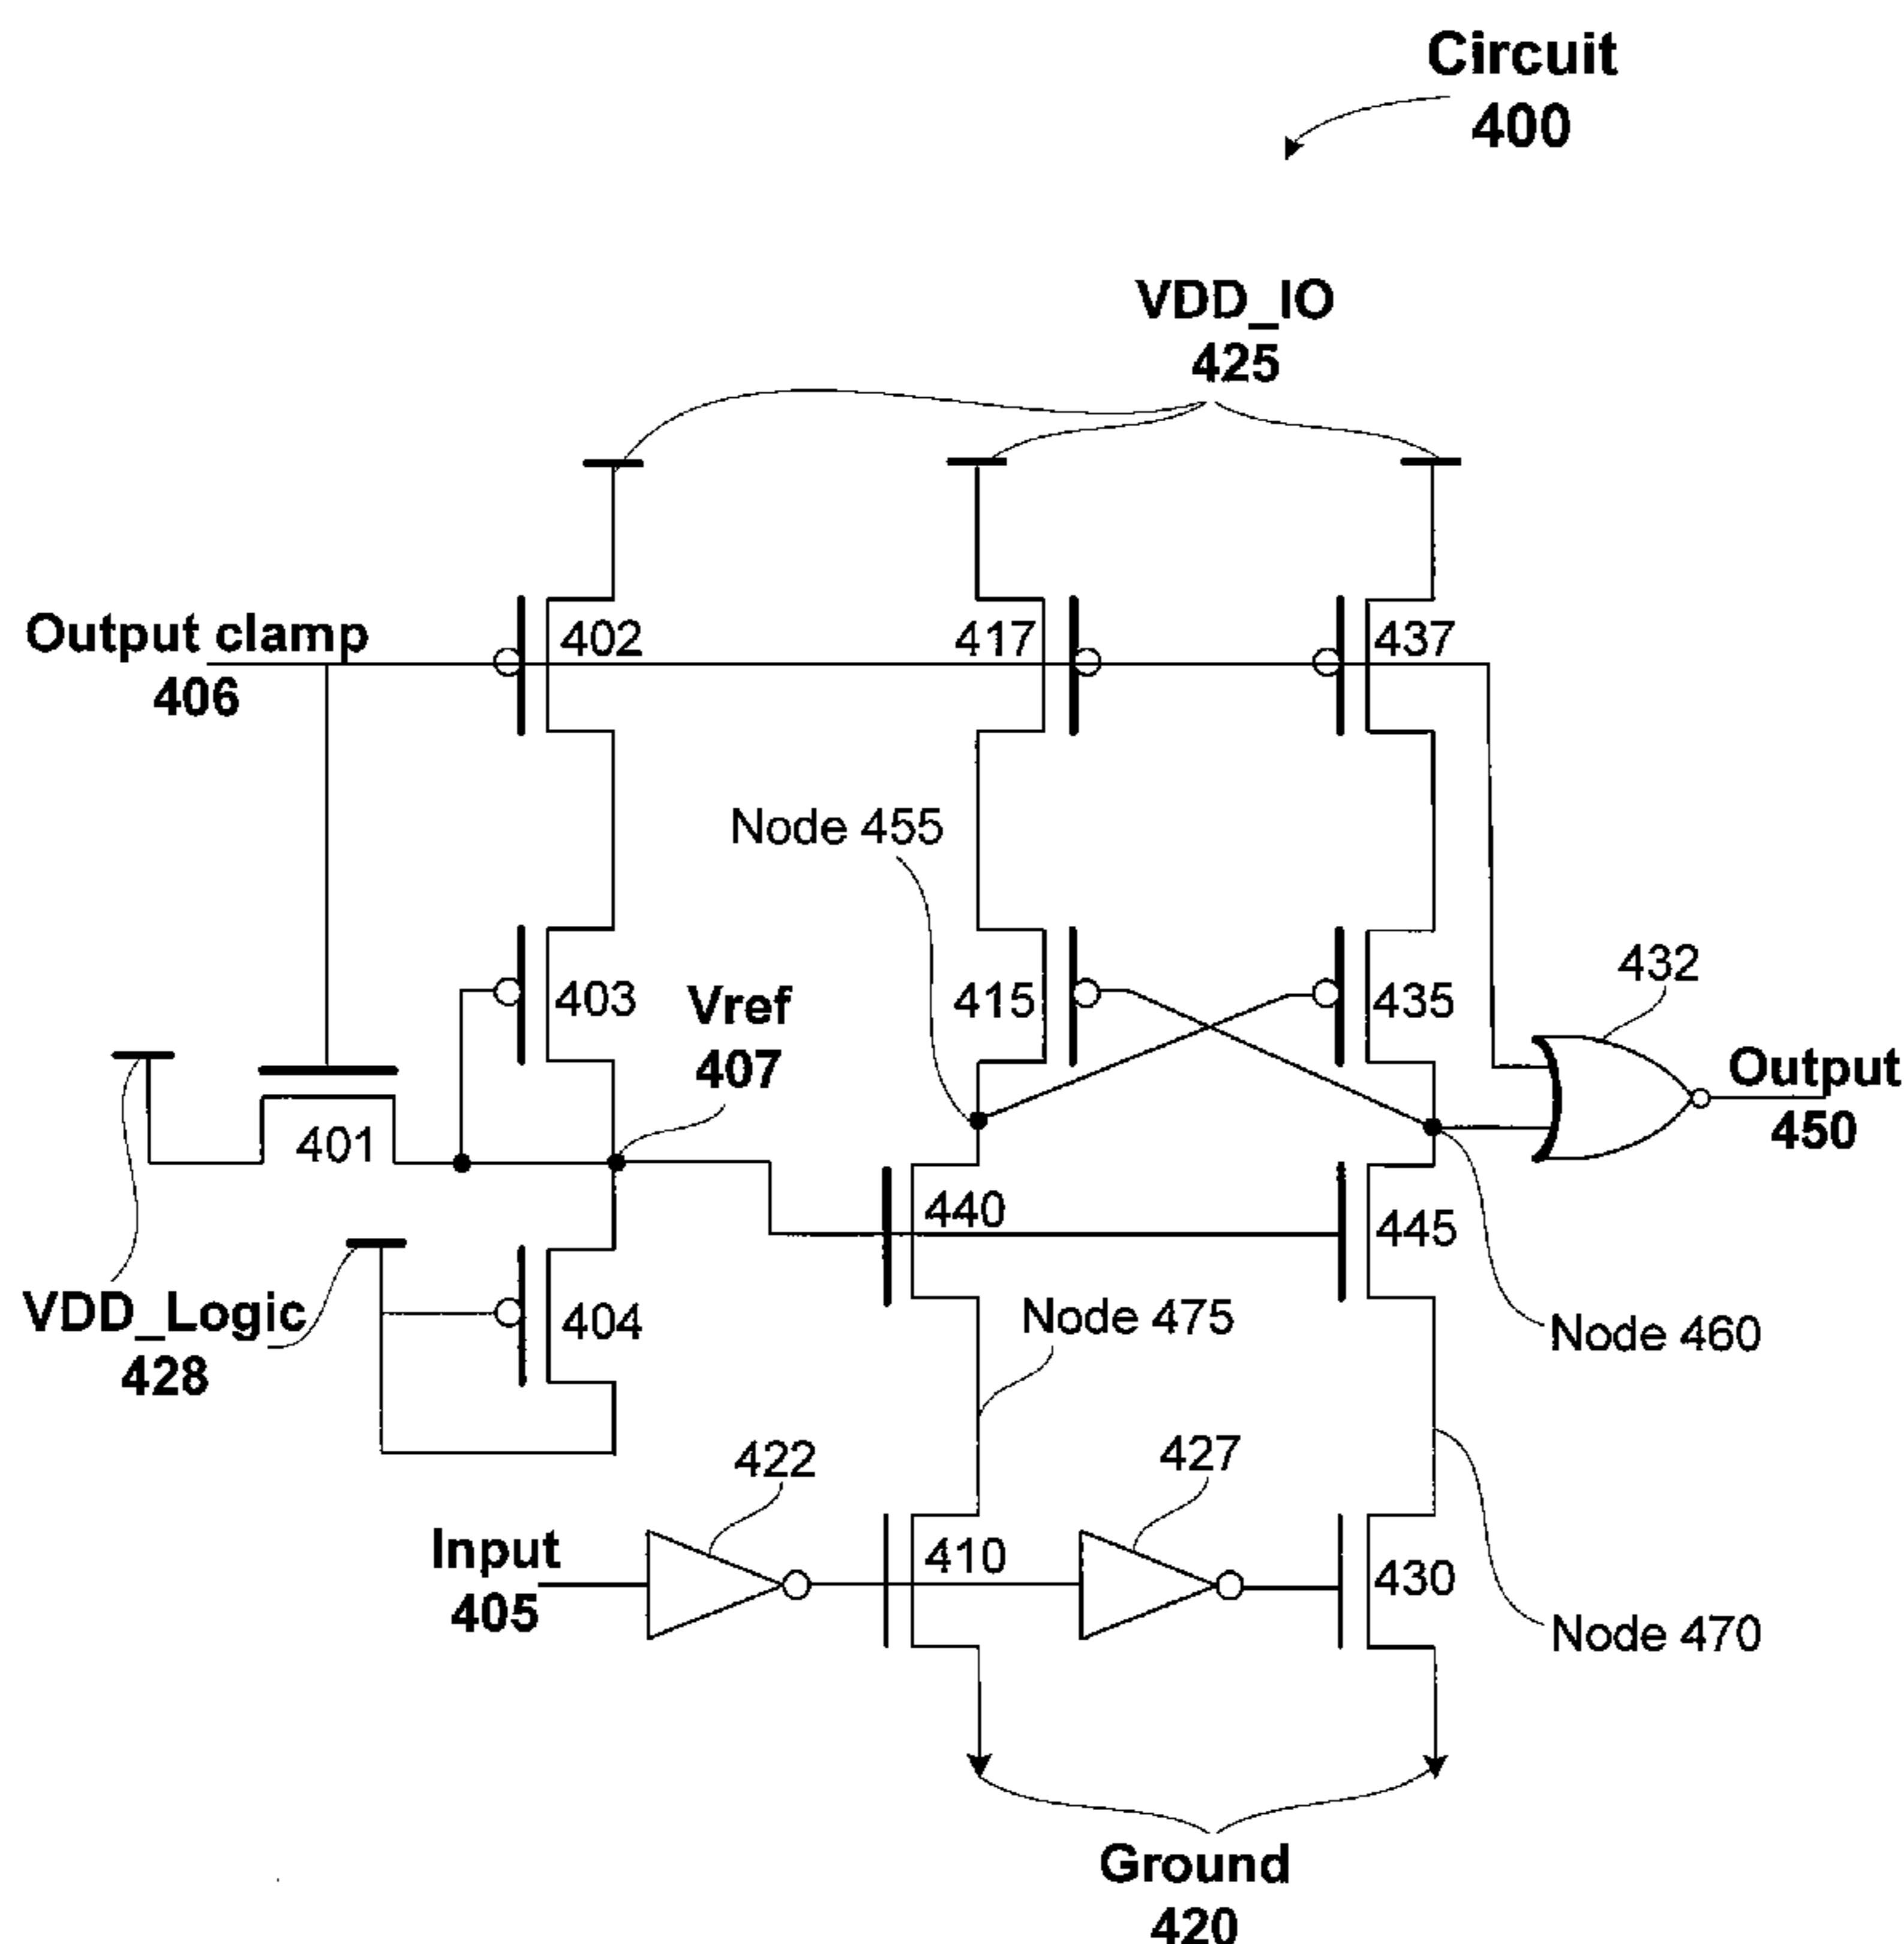 Circuit
400
VDD_IO
425
Output clamp
406
402
417
437
Node 455
403
Vref
407
415
435
432
Output
450
401
440
445
VDD_Logic
428
404
Node 475
Node 460
422
427
Input
405
410
430
Node 470
Ground
420